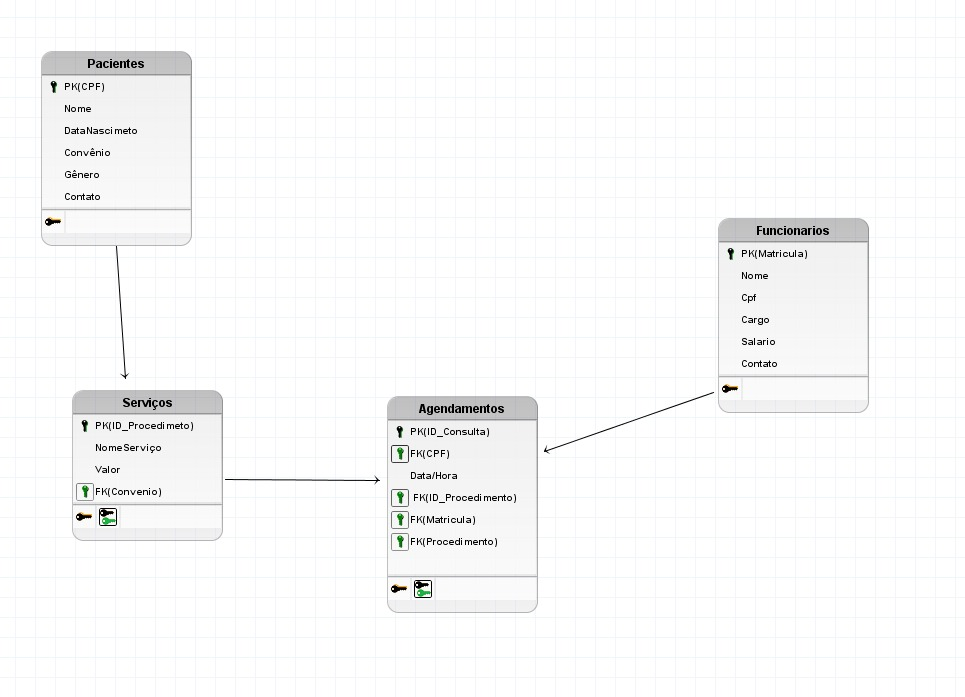 Pacientes
PK(CPF)
Nome
DataNascimeto
Convênio
Gênero
Contato
Funcionarios
PK(Matricula)
Nome
Cpf
Cargo
Salario
Contato
Serviços
PK(ID_Procedimeto)
NomeServiço
Valor
FK(Convenio)
Agendamentos
PK(ID_Consulta)
FK(CPF)
Data/Hora
FK(ID_Procedimento)
FK(Matricula)
FK(Procedimento)